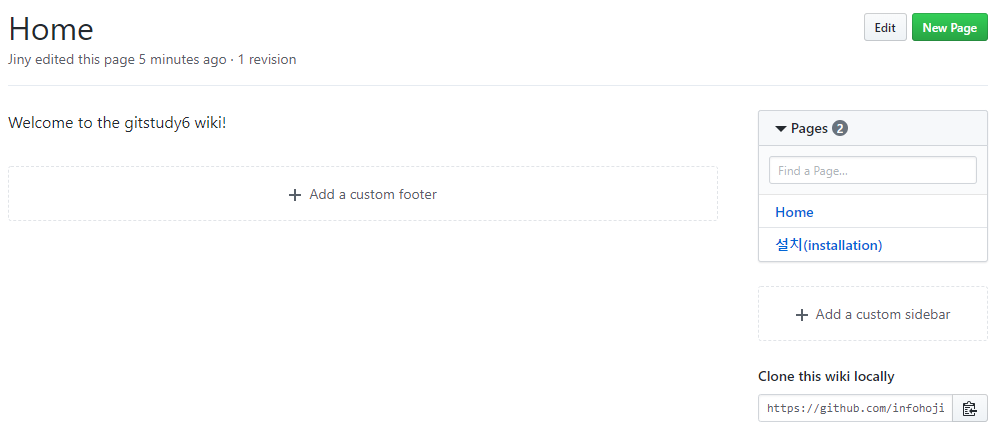 Home
Edit
New Page
Jiny edited this page 5 minutes ago · 1 revision
Welcome to the gitstudy6 wiki!
Add a custom footer
Pages 2
Find a Page...
Home
설치(installation)
Add a custom sidebar
Clone this wiki locally
https://github.com/infohoji